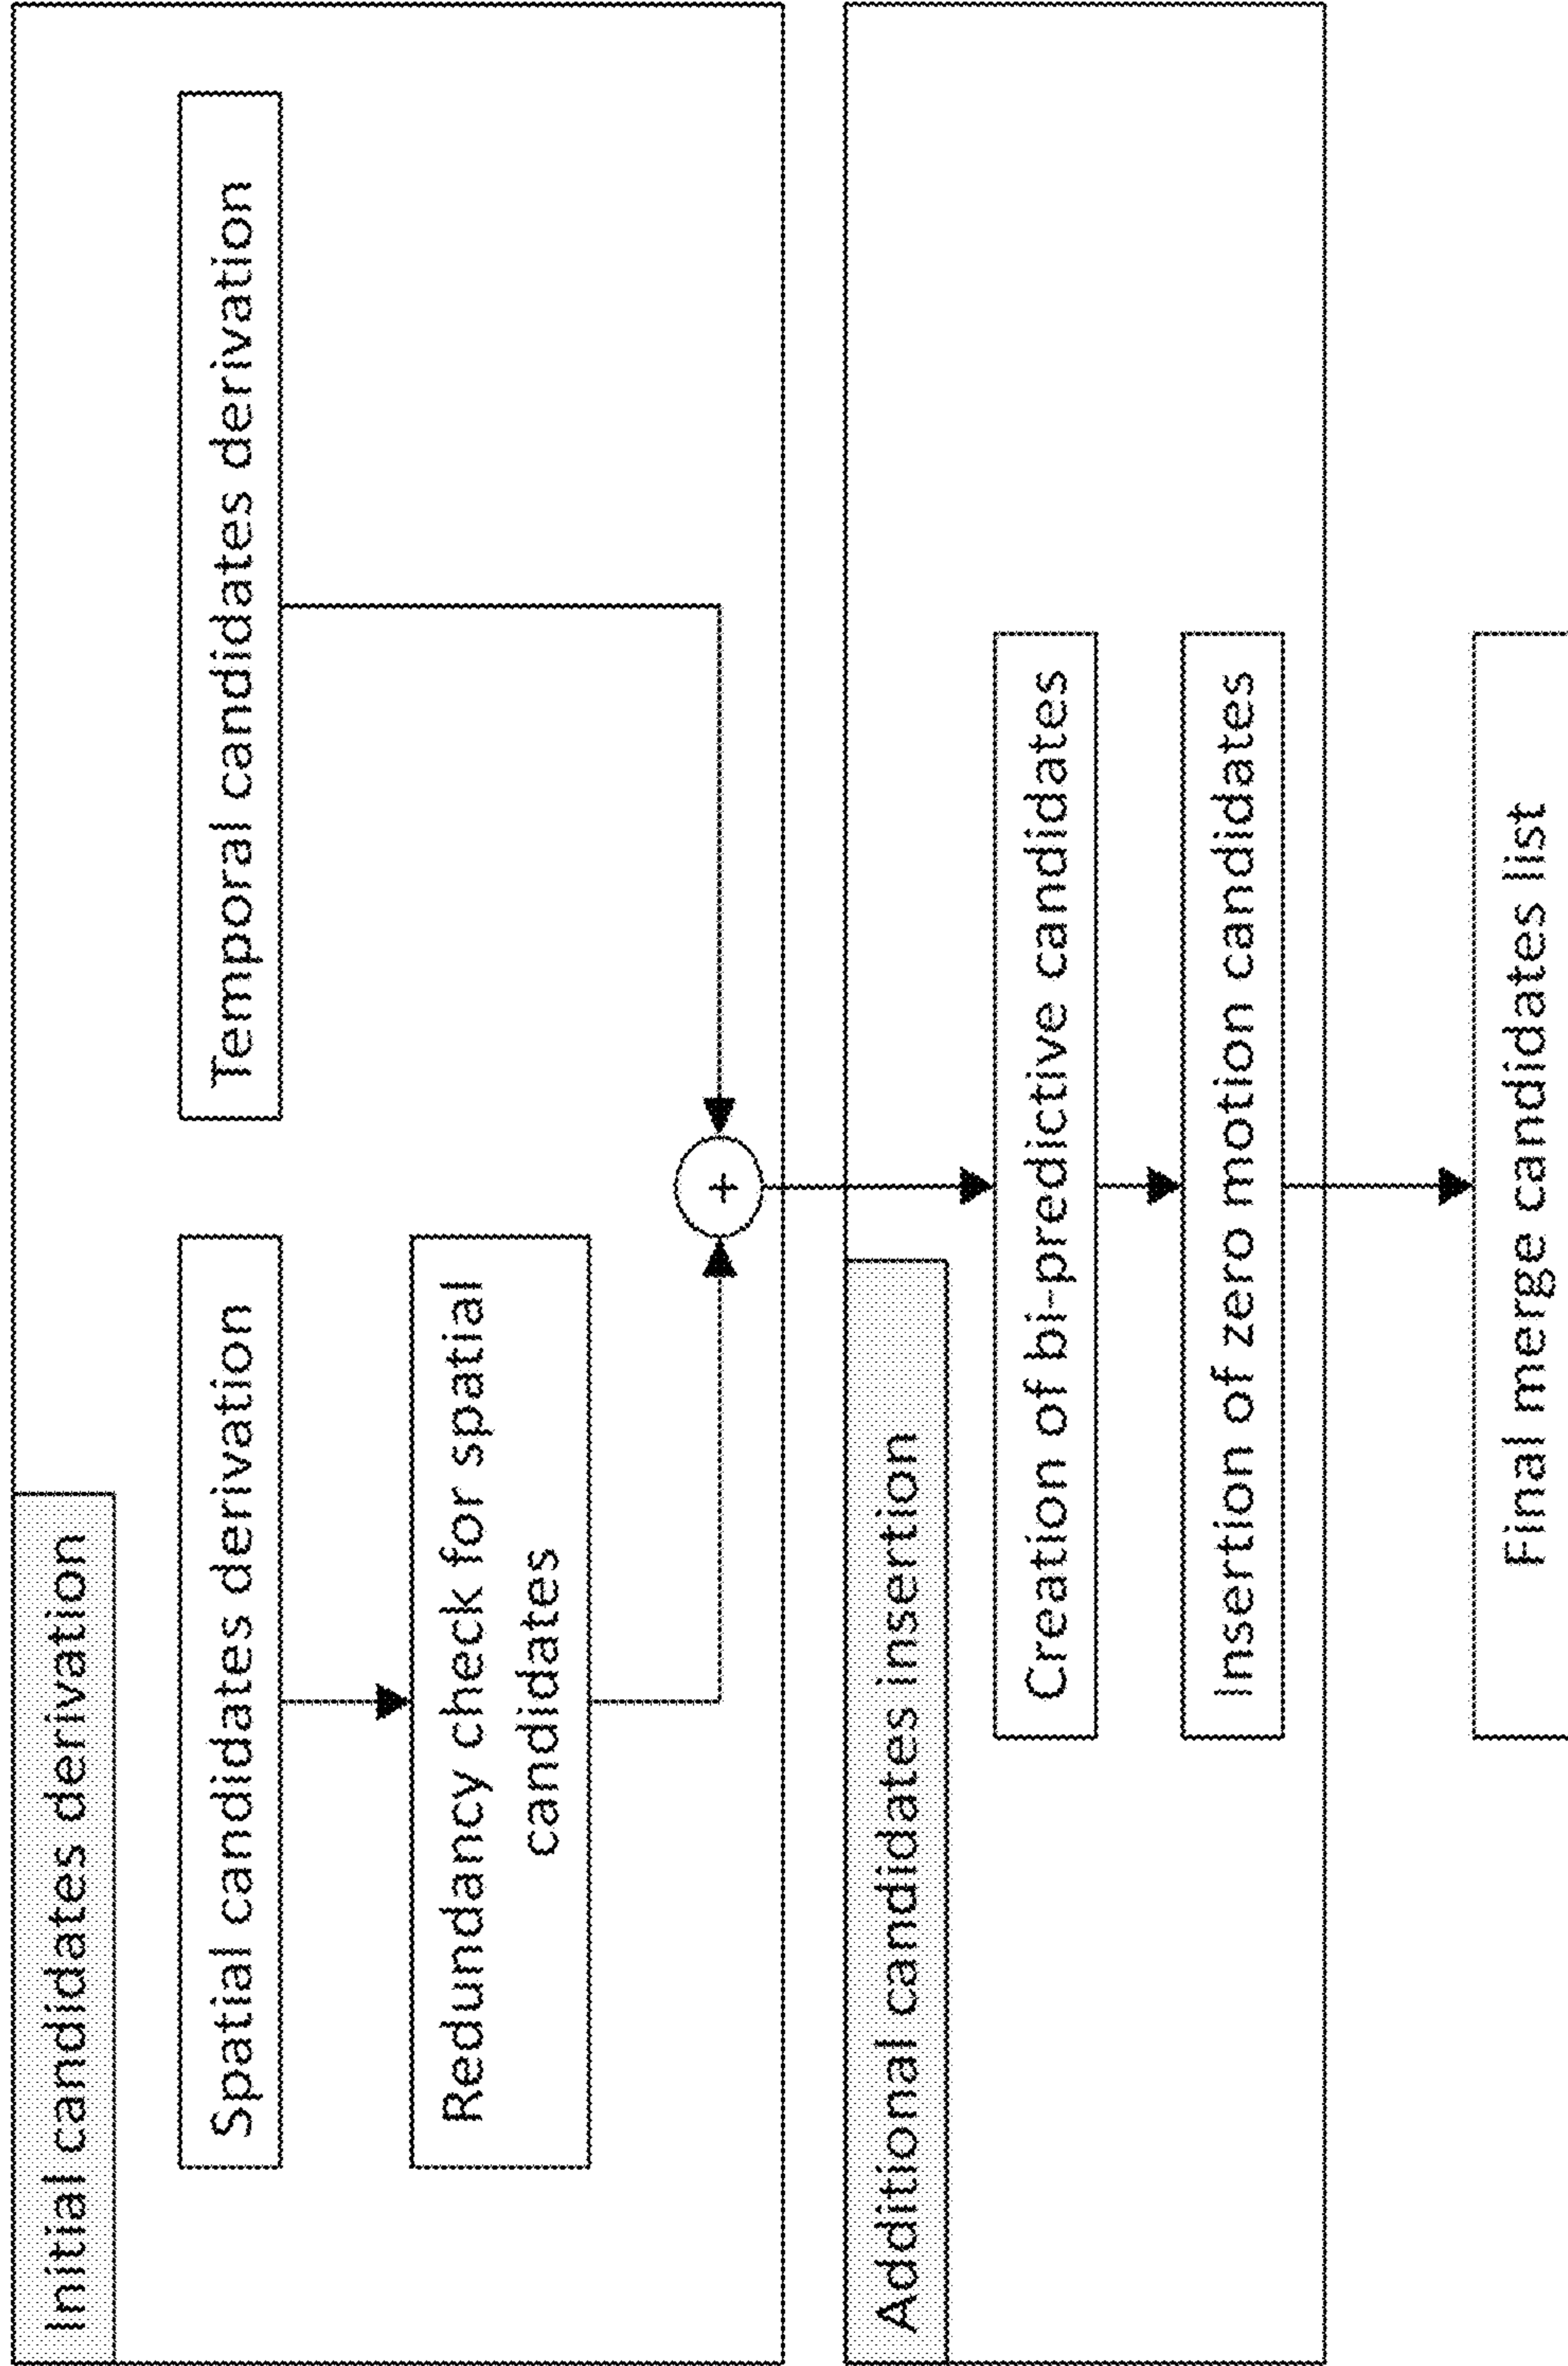 Initial candidates derivation
Spatial candidates derivation
Temporal candidates derivation
Redundancy check for spatial
candidates
+
Additional candidates insertion
Creation of bi-predictive candidates
Insertion of zero motion candidates
Final merge candidates list